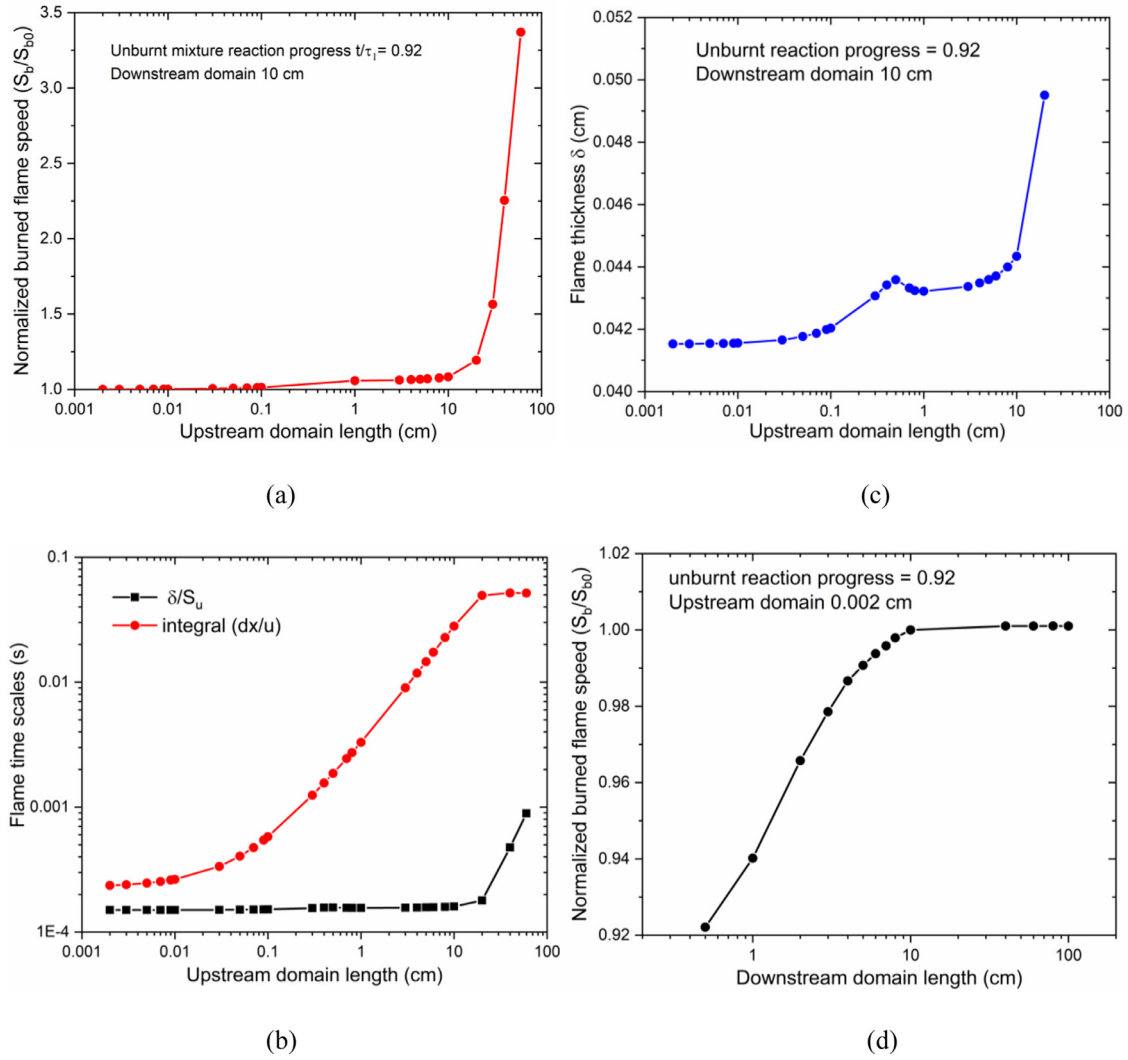 Normalized burned flame speed (S_b/S_b0)
3.5
3.0
2.5
2.0
1.5
1.0
Unburnt mixture reaction progress t/τ_I= 0.92
Downstream domain 10 cm
0.001 0.01 0.1 1 10 100
Upstream domain length (cm)
(a)
Flame thickness δ (cm)
0.052
0.050
0.048
0.046
0.044
0.042
0.040
Unburnt reaction progress = 0.92
Downstream domain 10 cm
0.001 0.01 0.1 1 10 100
Upstream domain length (cm)
(c)
Flame time scales (s)
0.1
0.01
0.001
1E-4
δ/S_u
integral (dx/u)
0.001 0.01 0.1 1 10 100
Upstream domain length (cm)
(b)
Normalized burned flame speed (S_b/S_b0)
1.02
1.00
0.98
0.96
0.94
0.92
unburnt reaction progress = 0.92
Upstream domain 0.002 cm
1 10 100
Downstream domain length (cm)
(d)